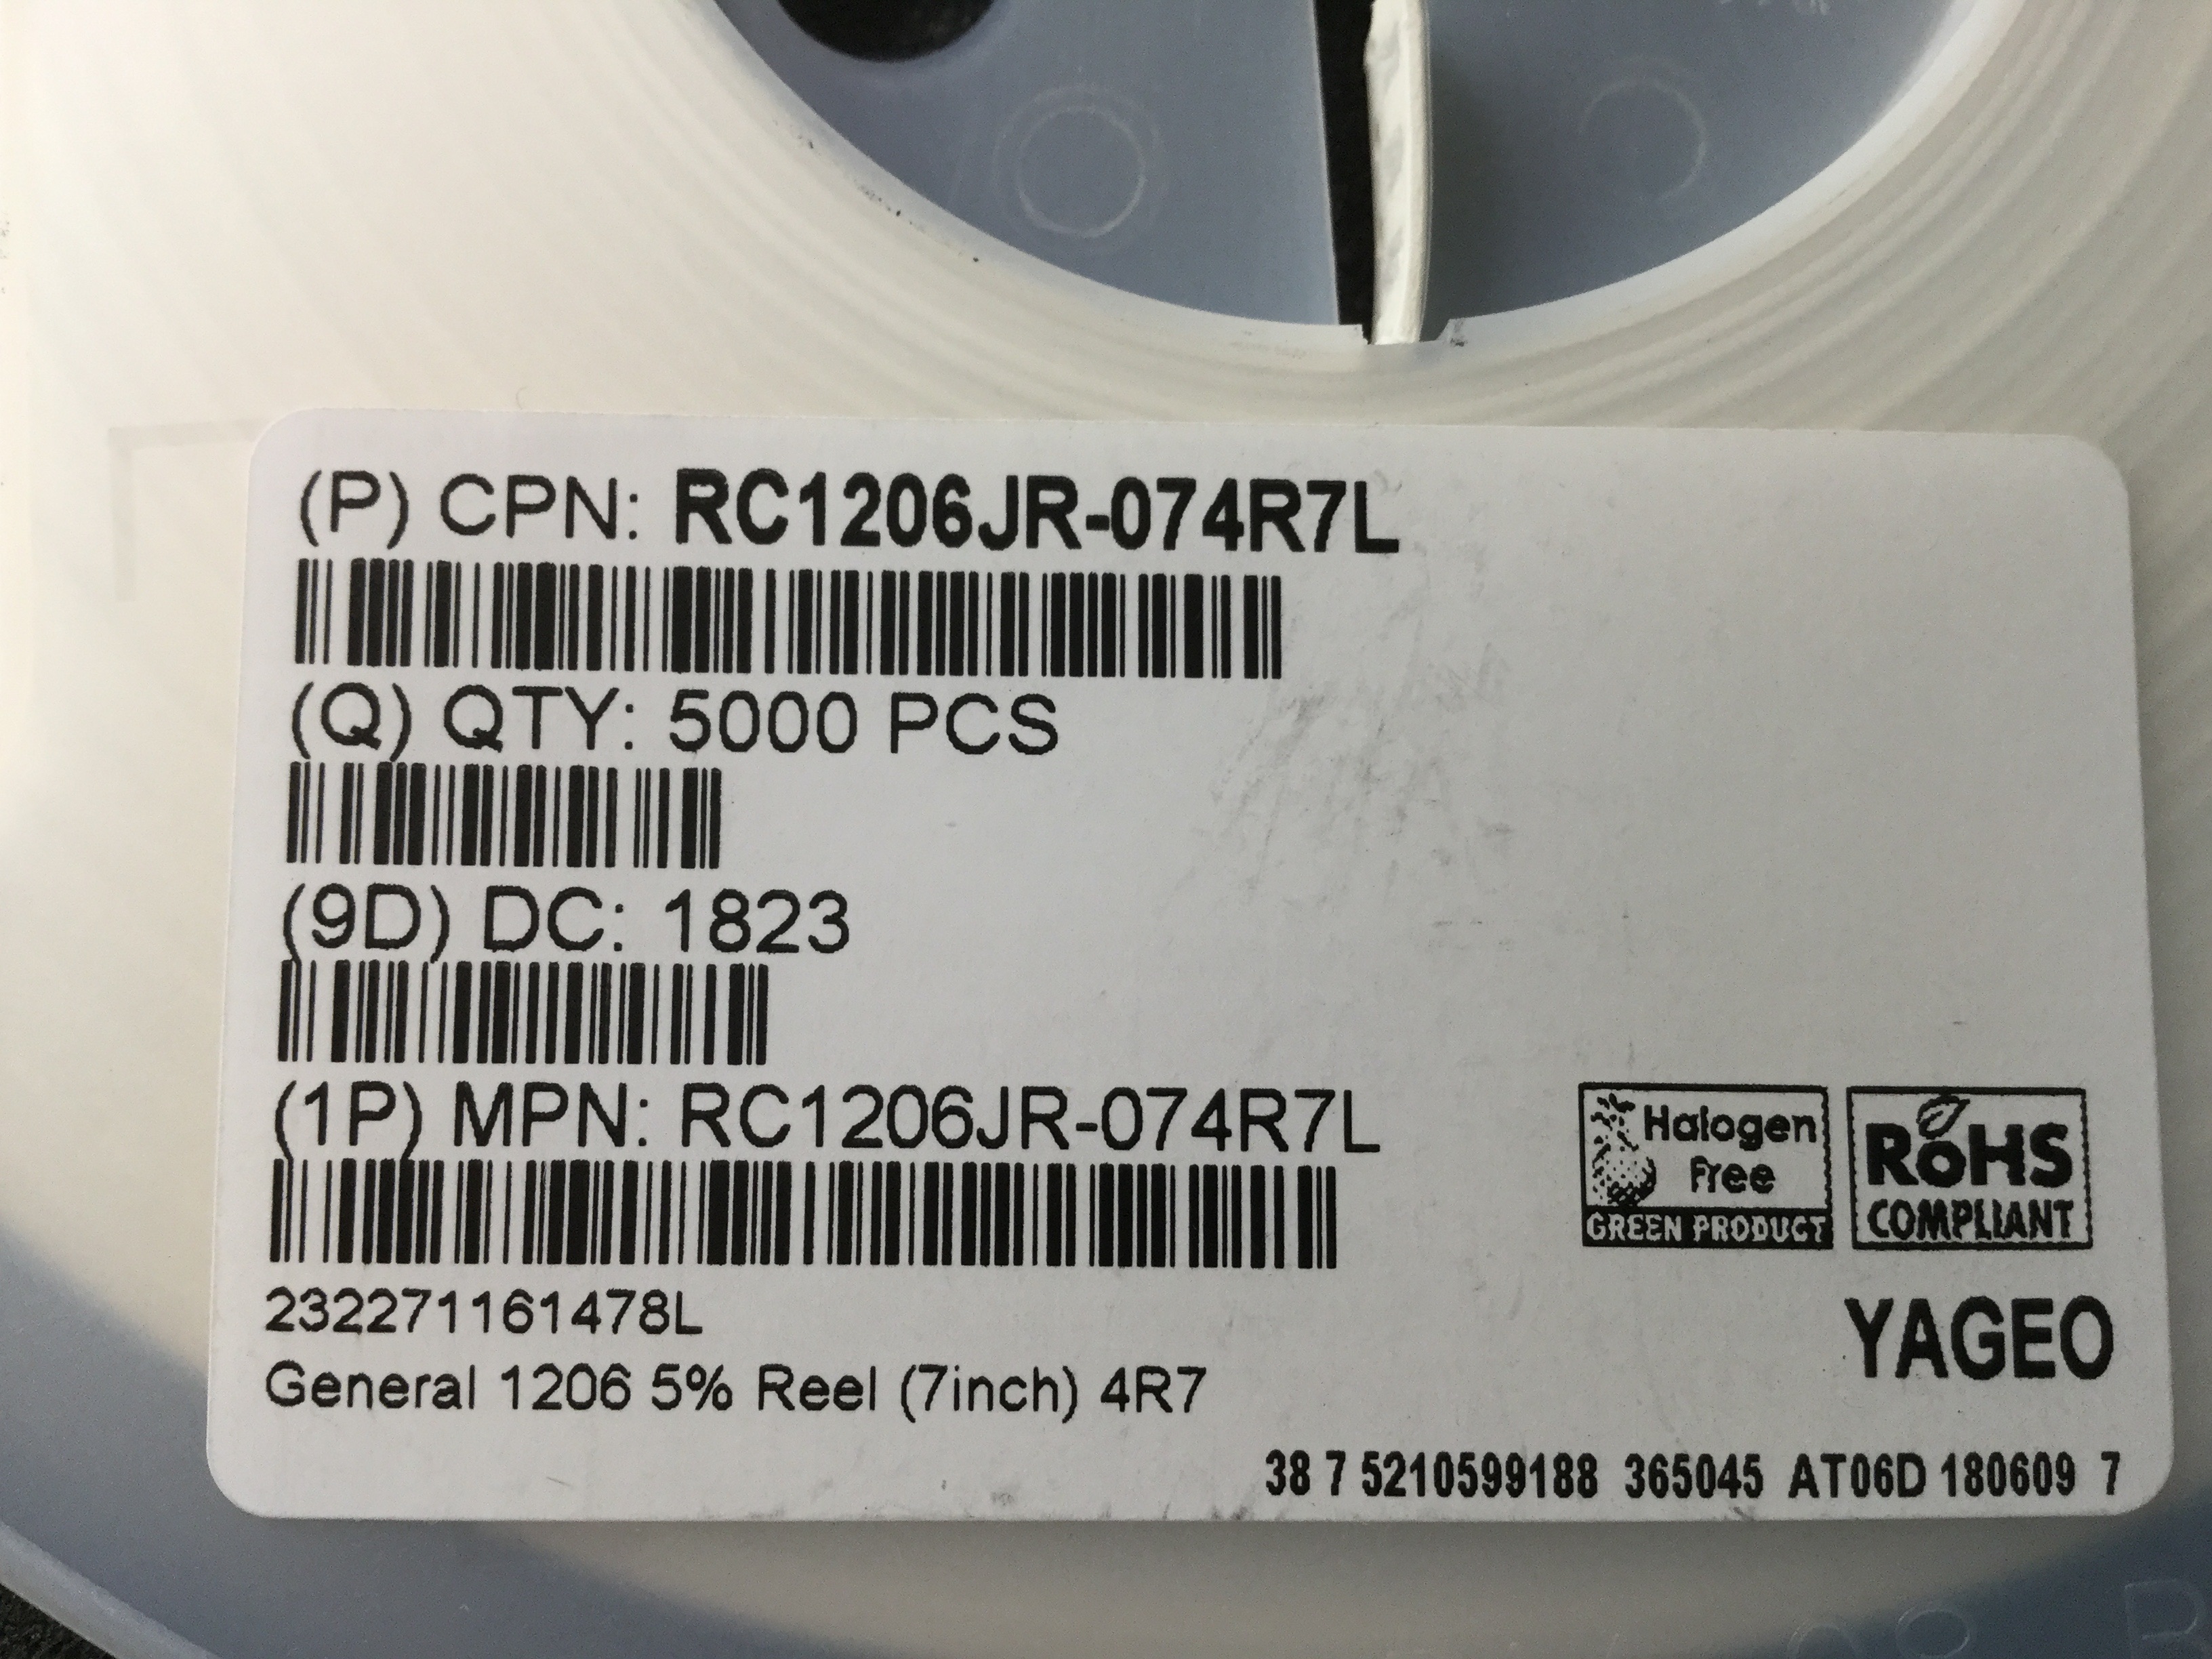 (P) CPN: RC1206JR-074R7L
(Q) QTY: 5000 PCS
(9D) DC: 1823
(1P) MPN: RC1206JR-074R7L
Halogen
Free
GREEN PRODUCT
RoHS
COMPLIANT
232271161478L
YAGEO
General 1206 5% Reel (7inch) 4R7
38 7 5210599188 365045 AT06D 180609 7